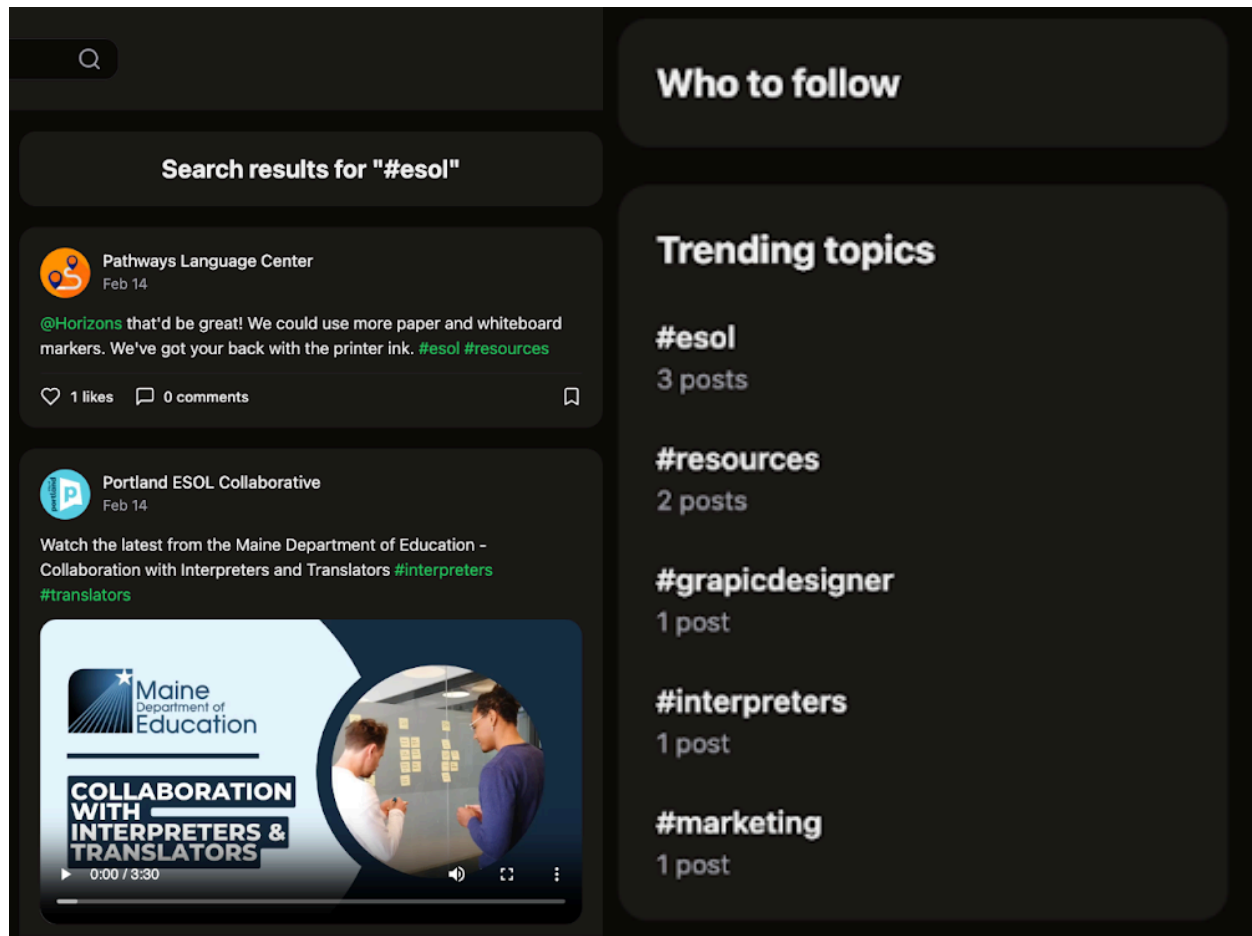 Search results for "#esol"
Pathways Language Center
Feb 14
@Horizons that'd be great! We could use more paper and whiteboard
markers. We've got your back with the printer ink. #esol #resources
1 likes 0 comments
Portland ESOL Collaborative
Feb 14
Watch the latest from the Maine Department of Education -
Collaboration with Interpreters and Translators #interpreters
#translators
Maine
Department of
Education
COLLABORATION
WITH
INTERPRETERS &
TRANSLATORS
0:00 / 3:30
Who to follow
Trending topics
#esol
3 posts
#resources
2 posts
#grapicdesigner
1 post
#interpreters
1 post
#marketing
1 post